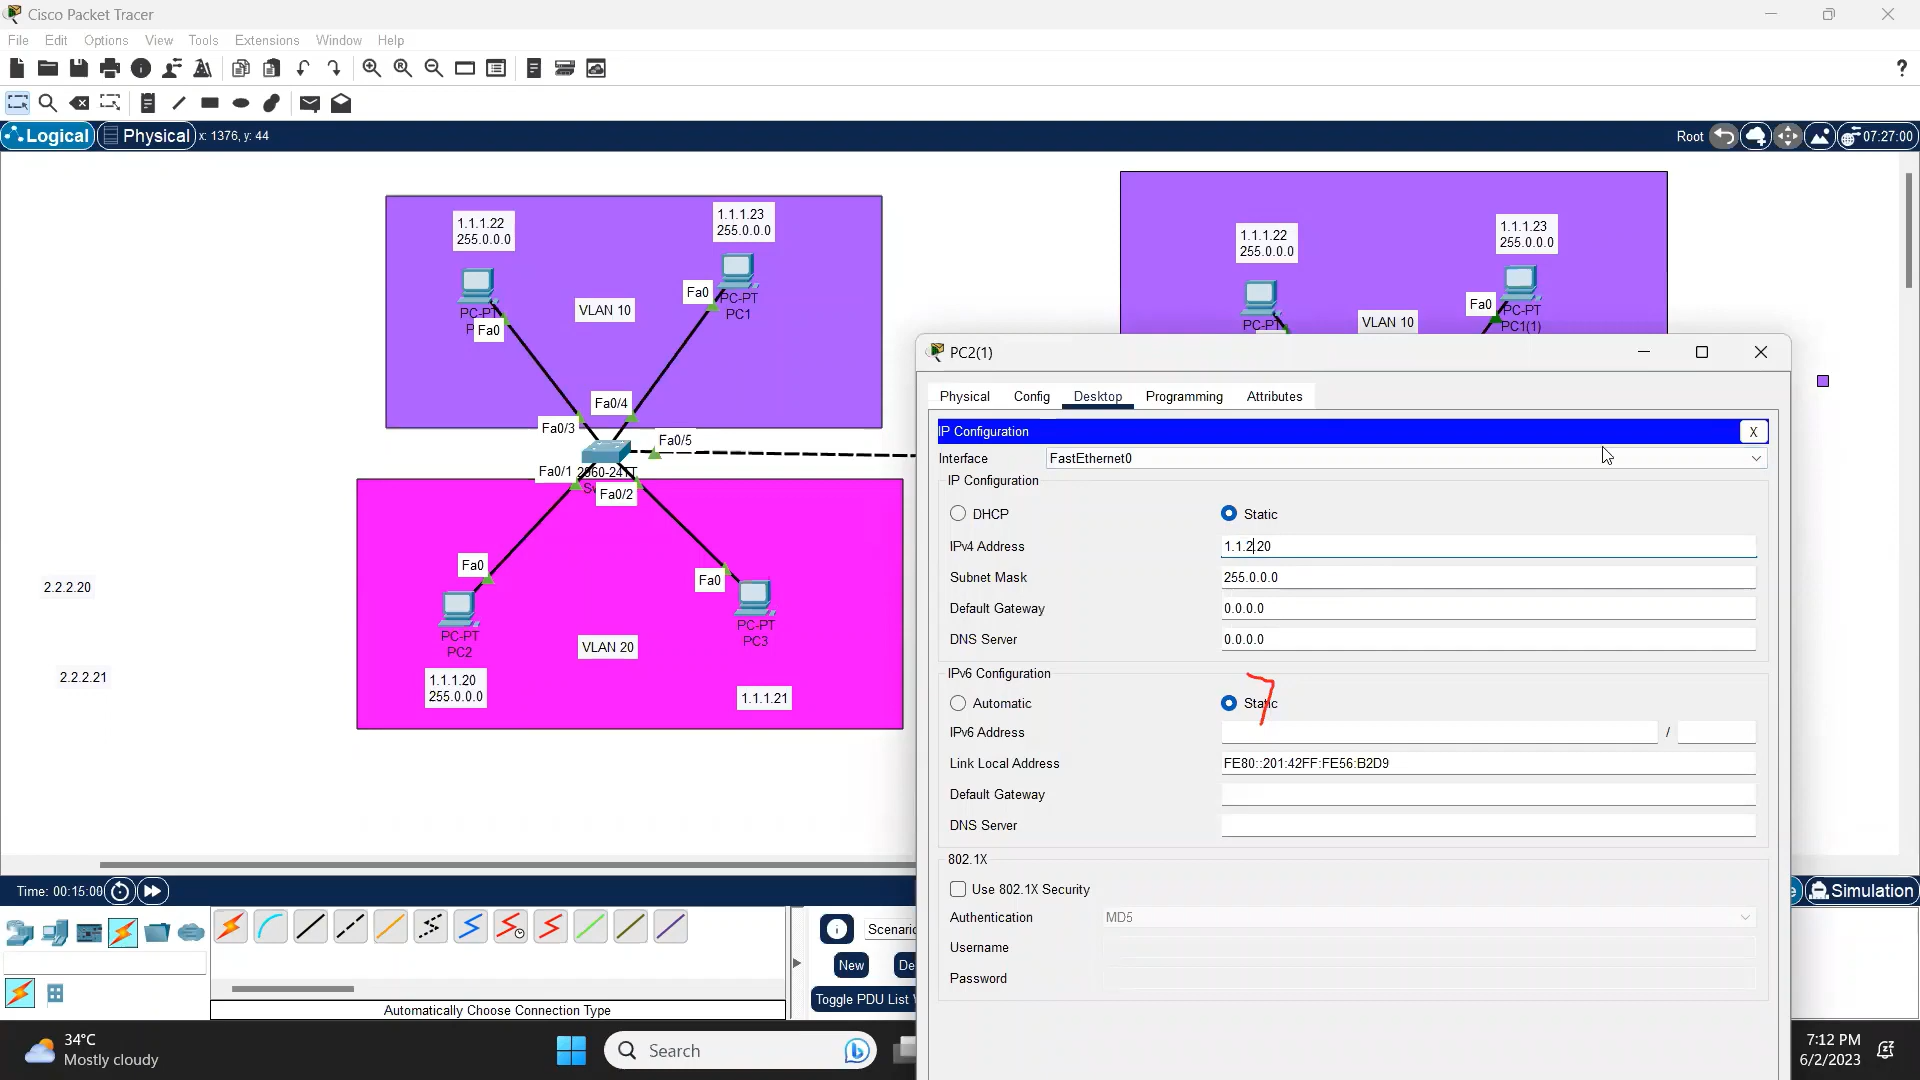 Cisco Packet Tracer
File Edit Options View Tools Extensions Window Help
?
Logical Physical x: 1376, y: 44 Root 07:27:00
1.1.1.22
255.0.0.0
1.1.1.23
255.0.0.0
PC-PT
Fa0
VLAN 10
Fa0
PC-PT
PC1
Fa0/4
Fa0/3
Fa0/5
Fa0/1
2960-24TT
Fa0/2
Fa0
Fa0
PC-PT
PC2
PC-PT
PC3
VLAN 20
1.1.1.20
255.0.0.0
1.1.1.21
2.2.2.20
2.2.2.21
1.1.1.22
255.0.0.0
1.1.1.23
255.0.0.0
PC-PT
VLAN 10
Fa0
PC-PT
PC1(1)
PC2(1)
Physical Config Desktop Programming Attributes
IP Configuration X
Interface FastEthernet0
IP Configuration
DHCP Static
IPv4 Address 1.1.2.20
Subnet Mask 255.0.0.0
Default Gateway 0.0.0.0
DNS Server 0.0.0.0
IPv6 Configuration
Automatic Static
IPv6 Address /
Link Local Address FE80::201:42FF:FE56:B2D9
Default Gateway
DNS Server
802.1X
Use 802.1X Security
Authentication MD5
Username
Password
Time: 00:15:00
Simulation
Scenario
New De
Toggle PDU List
Automatically Choose Connection Type
34°C
Mostly cloudy
Search
7:12 PM
6/2/2023